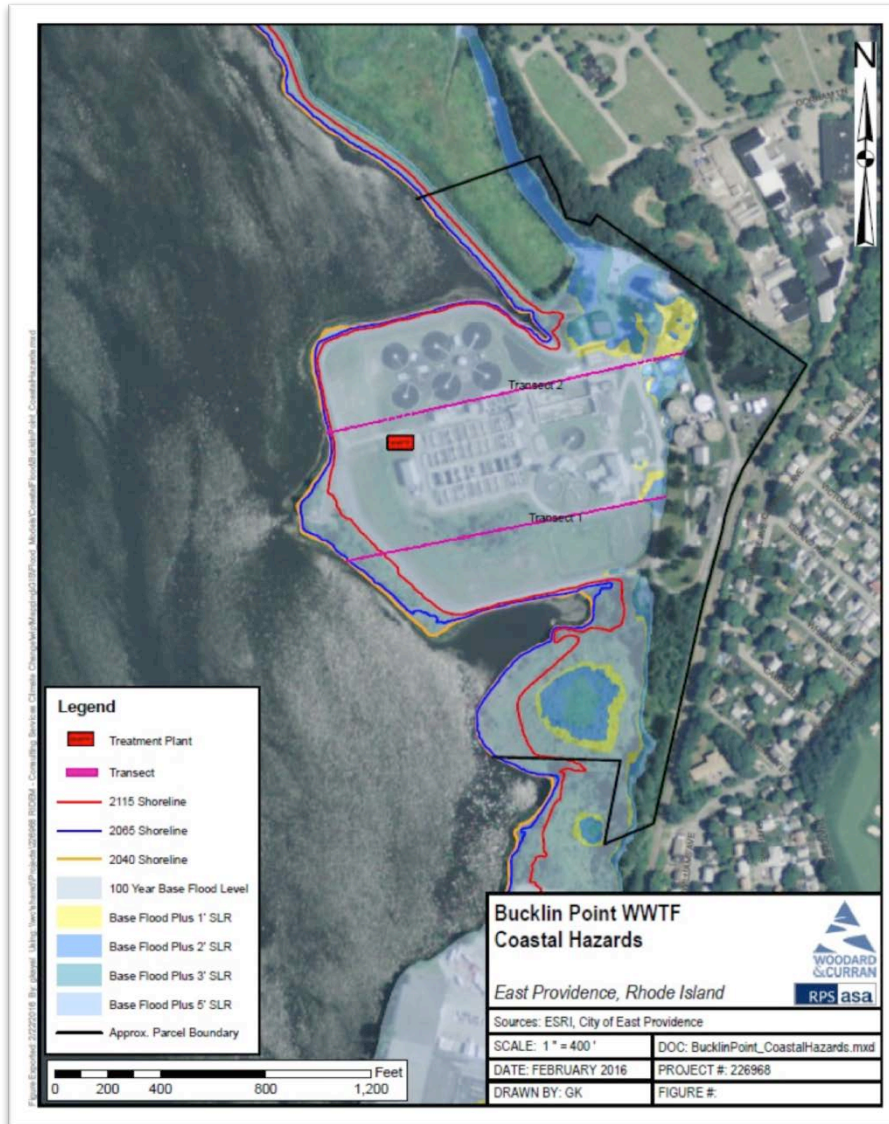 N
Transect 2
Transect 1
Legend
Treatment Plant
Transect
2115 Shoreline
2065 Shoreline
2040 Shoreline
100 Year Base Flood Level
Base Flood Plus 1' SLR
Base Flood Plus 2' SLR
Base Flood Plus 3' SLR
Base Flood Plus 5' SLR
Approx. Parcel Boundary
Feet
0 100 200 400 800 1,200
Bucklin Point WWTF
Coastal Hazards
East Providence, Rhode Island
WOODARD
&CURRAN
RPS asa
Sources: ESRI, City of East Providence
SCALE: 1 " = 400 '
DOC: BucklinPoint_CoastalHazards.mxd
DATE: FEBRUARY 2016
PROJECT #: 226968
DRAWN BY: GK
FIGURE #: